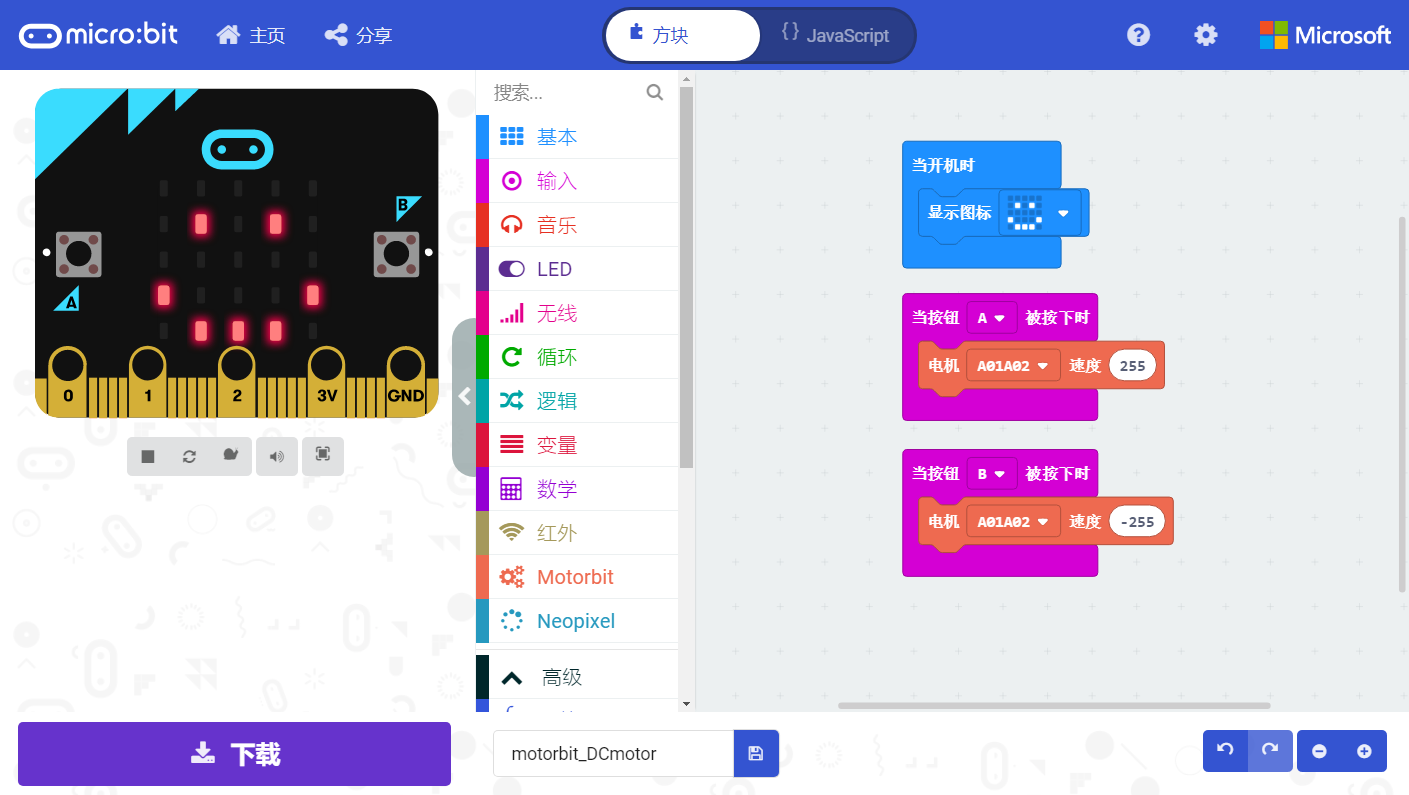 micro:bit 主页 分享 方块 {} JavaScript ? Microsoft
搜索...
基本
输入
音乐
LED
无线
循环
逻辑
变量
数学
红外
Motorbit
Neopixel
高级
B
A
0 1 2 3V GND
当开机时
显示图标
当按钮 A 被按下时
电机 A01A02 速度 255
当按钮 B 被按下时
电机 A01A02 速度 -255
下载
motorbit_DCmotor